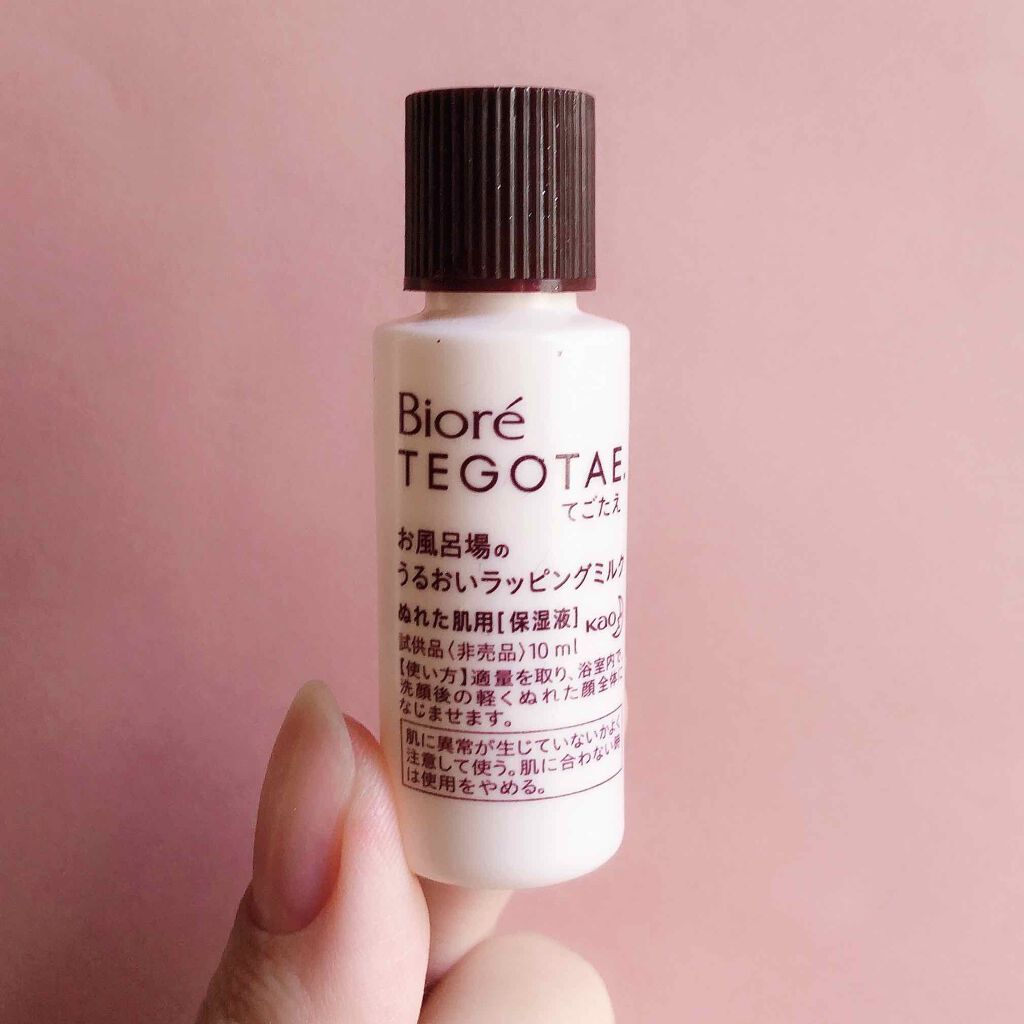 Bioré
TEGOTAE.
てごたえ
お風呂場の
うるおいラッピングミルク
ぬれた肌用[保湿液] Kao
試供品〈非売品〉10 ml
【使い方】適量を取り、浴室内で
洗顔後の軽くぬれた顔全体に
なじませます。
肌に異常が生じていないかよく
注意して使う。肌に合わない時
は使用をやめる。